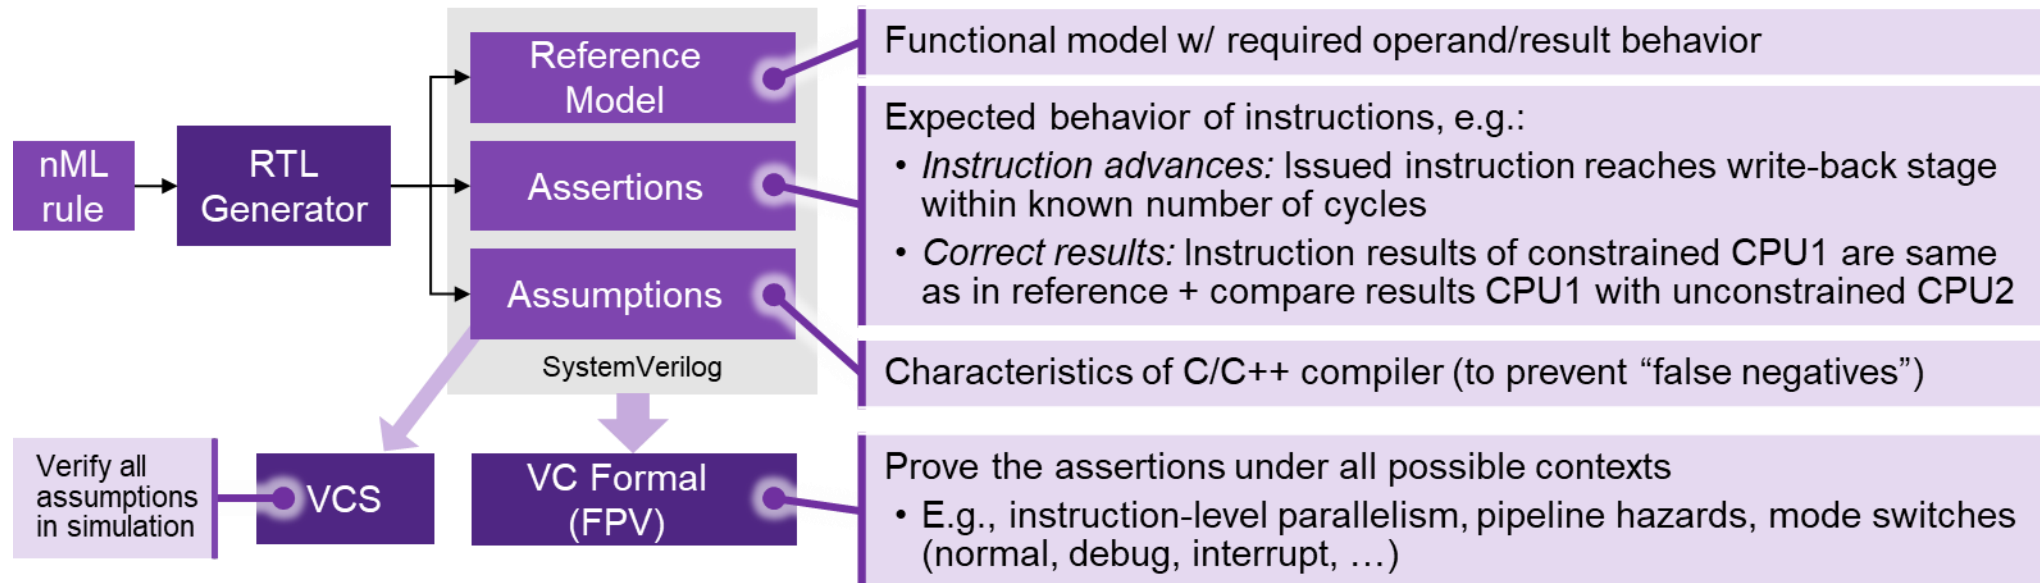 nML
rule
RTL
Generator
Reference
Model
Assertions
Assumptions
SystemVerilog
Functional model w/ required operand/result behavior
Expected behavior of instructions, e.g.:
• Instruction advances: Issued instruction reaches write-back stage
within known number of cycles
• Correct results: Instruction results of constrained CPU1 are same
as in reference + compare results CPU1 with unconstrained CPU2
Characteristics of C/C++ compiler (to prevent “false negatives”)
Verify all
assumptions
in simulation
VCS
VC Formal
(FPV)
Prove the assertions under all possible contexts
• E.g., instruction-level parallelism, pipeline hazards, mode switches
(normal, debug, interrupt, …)